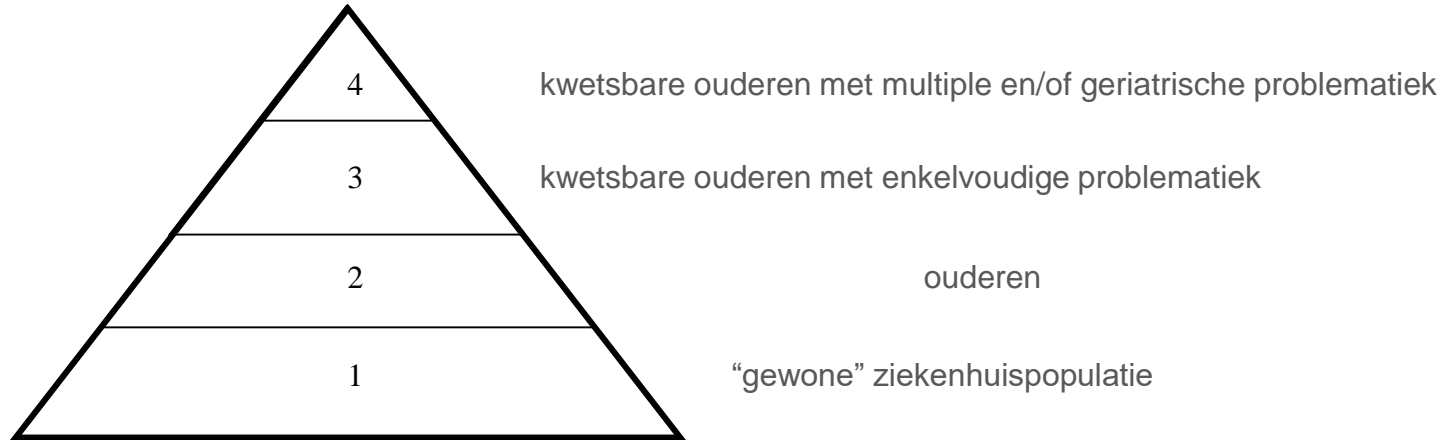 4 kwetsbare ouderen met multiple en/of geriatrische problematiek
3 kwetsbare ouderen met enkelvoudige problematiek
2 ouderen
1 “gewone” ziekenhuispopulatie